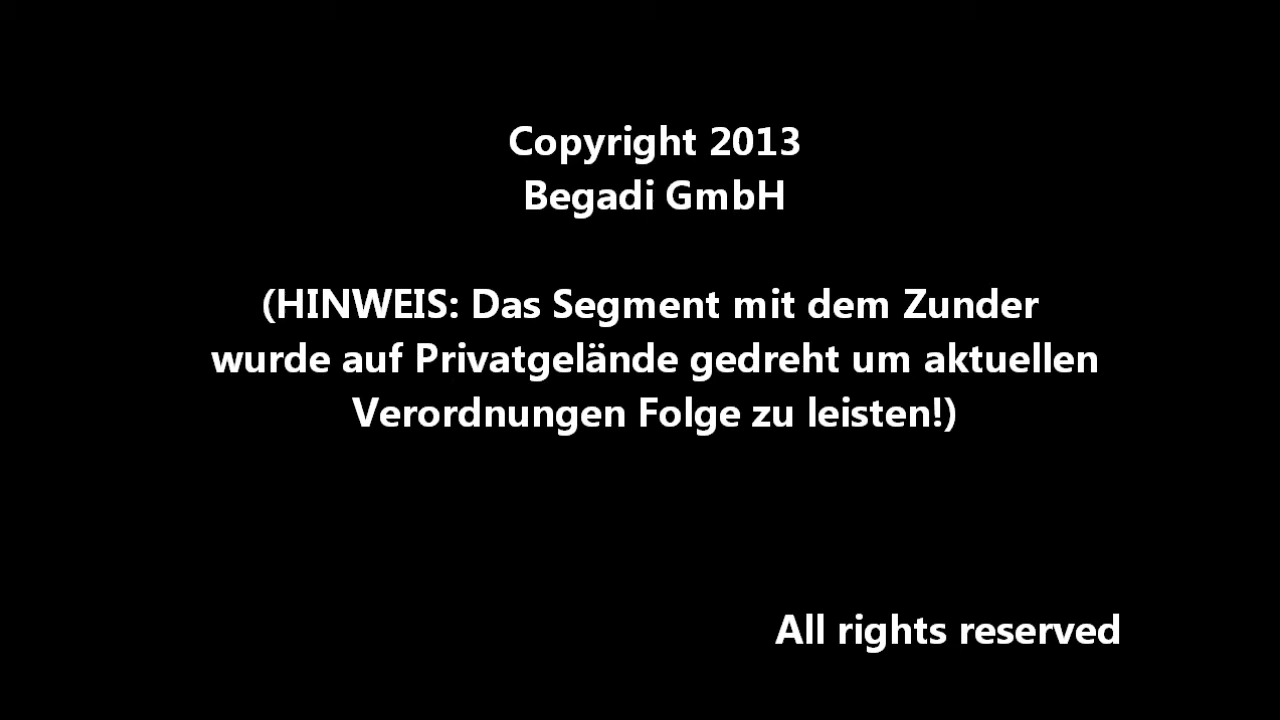 Copyright 2013
Begadi GmbH
(HINWEIS: Das Segment mit dem Zunder
wurde auf Privatgelände gedreht um aktuellen
Verordnungen Folge zu leisten!)
All rights reserved